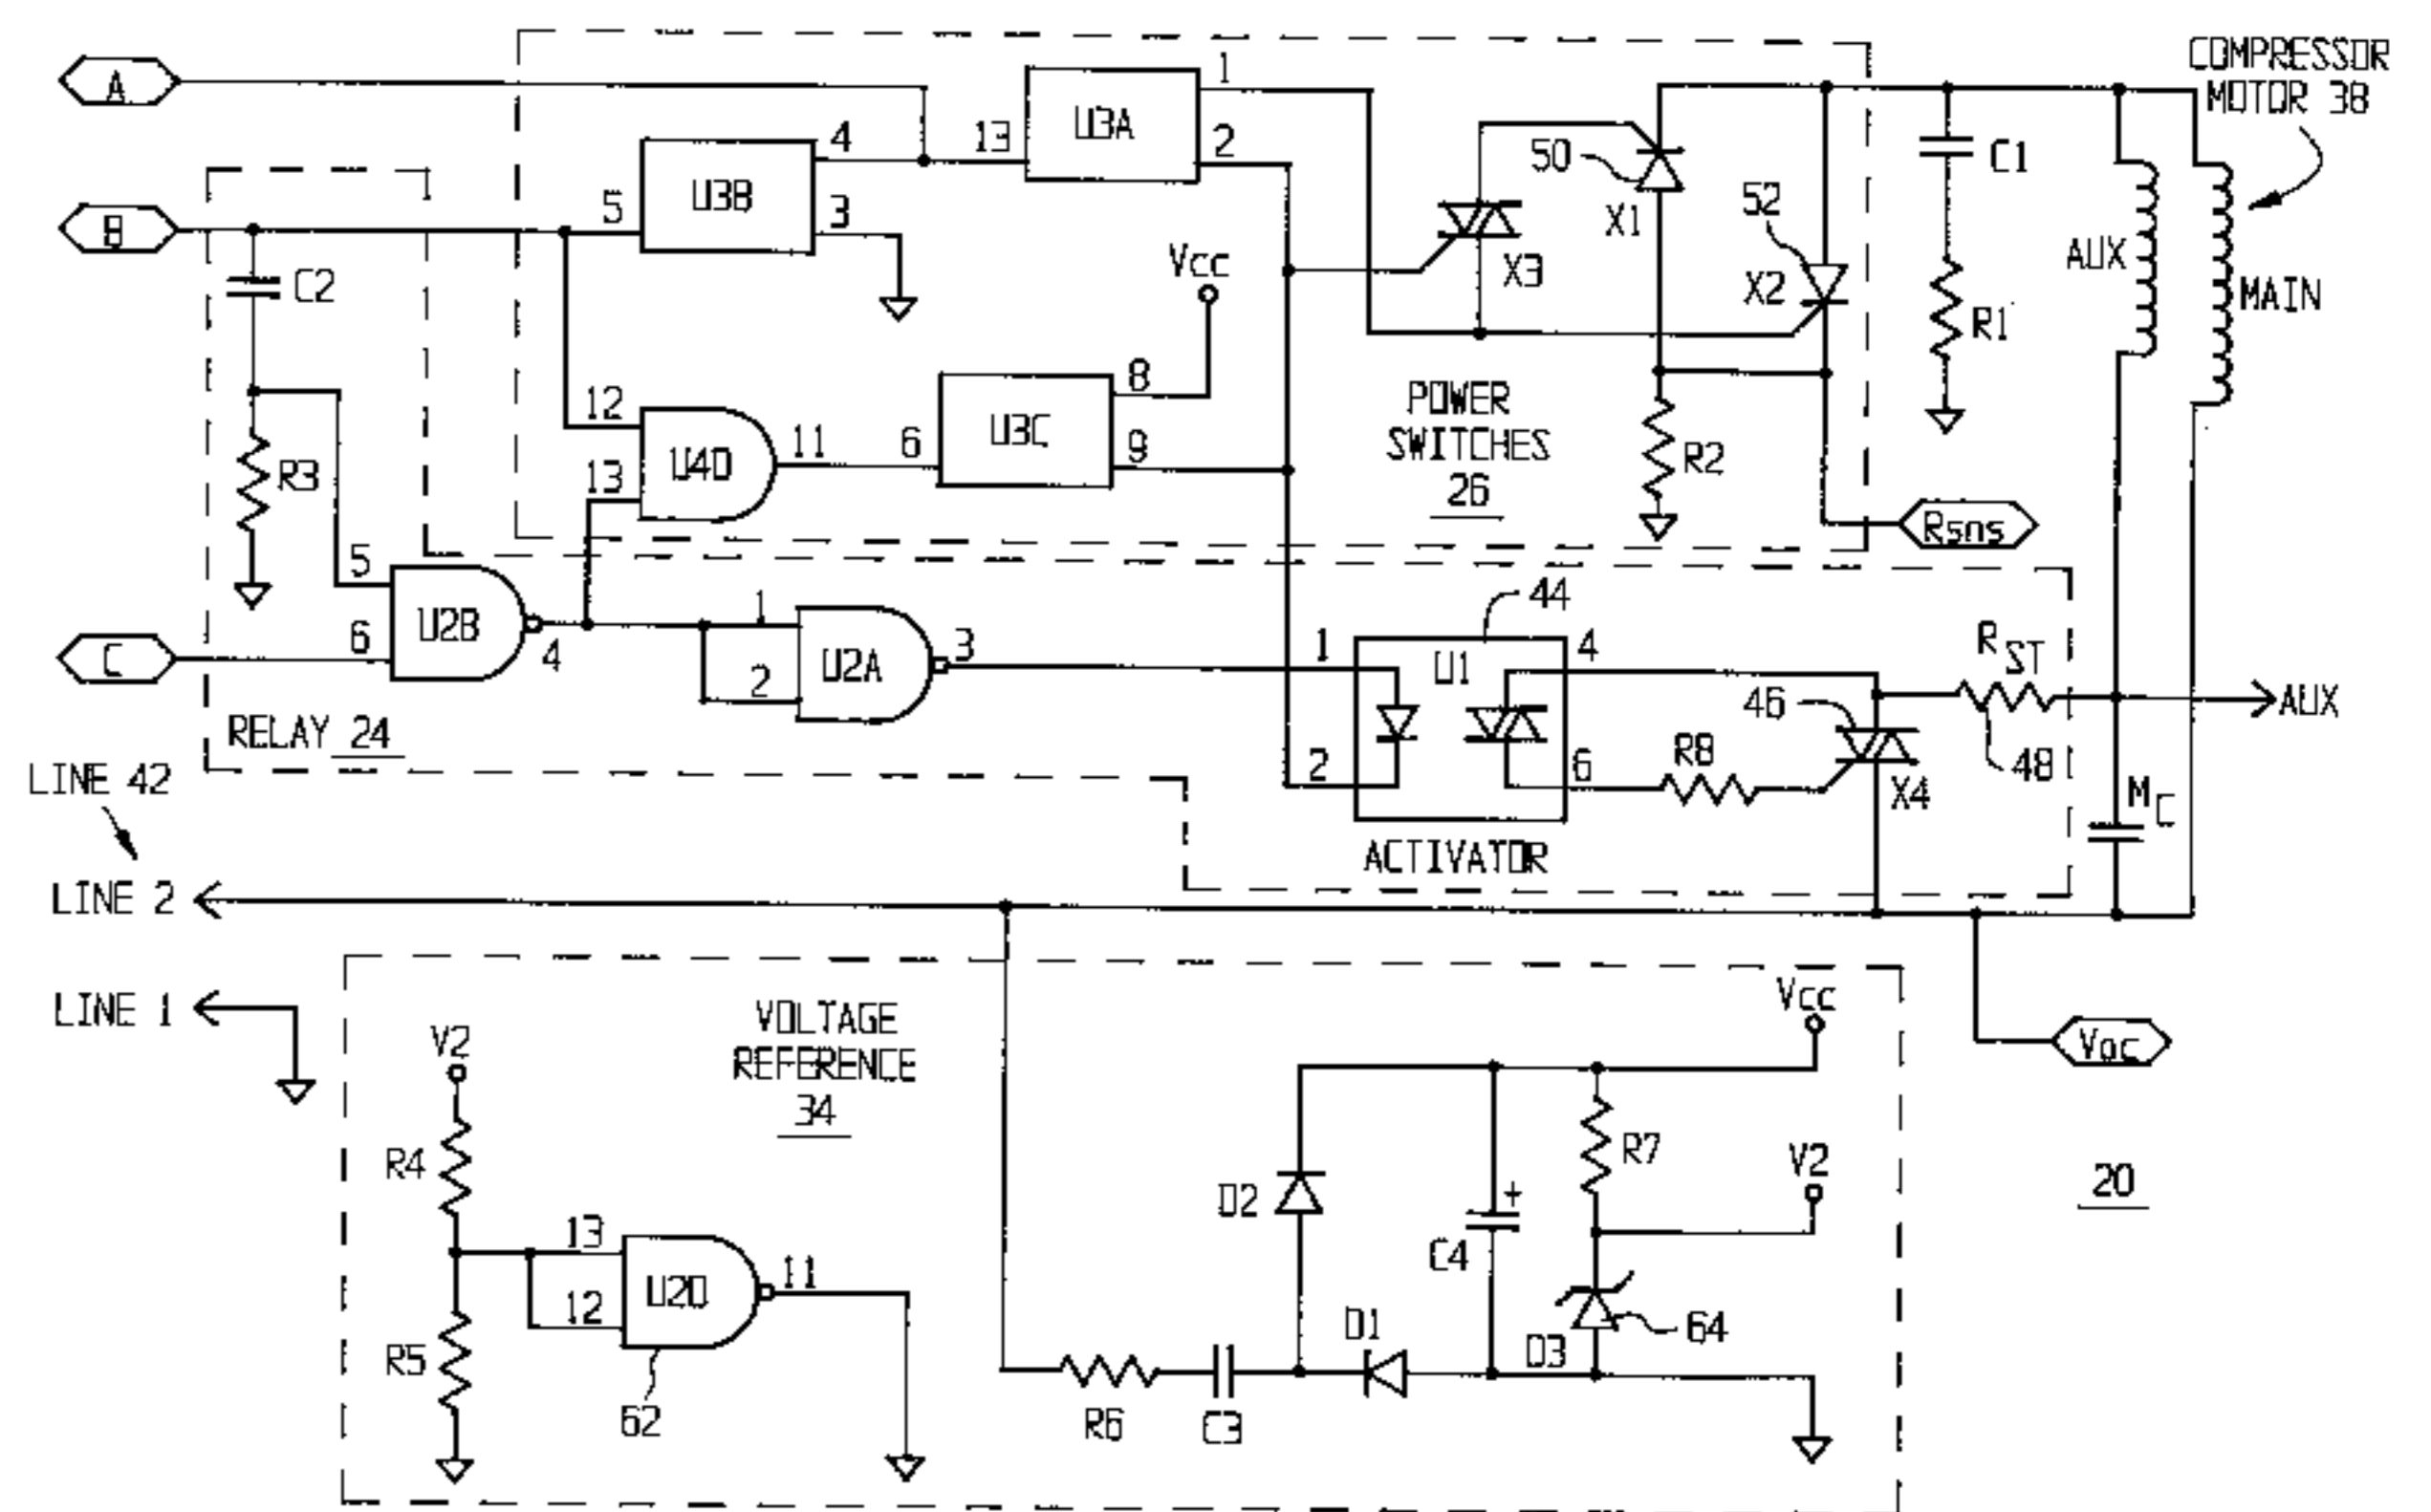 A
U3A
1
2
13
COMPRESSOR
MOTOR 38
4
3
5
U3B
50
X1
52
X2
C1
R1
AUX
MAIN
B
C2
Vcc
X3
R3
12
13
U4D
11
6
U3C
8
9
POWER
SWITCHES
26
R2
Rsns
5
6
U2B
4
C
1
2
U2A
3
44
1
2
U1
4
6
RST
46
48
R8
X4
AUX
MC
RELAY 24
ACTIVATOR
LINE 42
LINE 2
LINE 1
VOLTAGE
REFERENCE
34
V2
R4
R5
13
12
U2D
11
62
Vcc
Vac
D2
C4
+
R7
V2
D1
D3
64
R6
C3
20